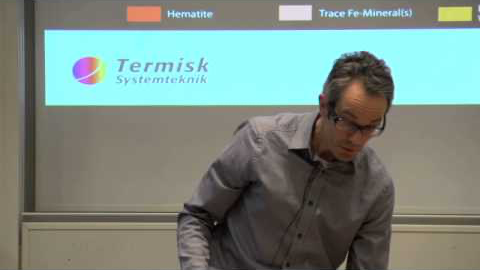 Hematite
Trace Fe-Mineral(s)
Termisk
Systemteknik